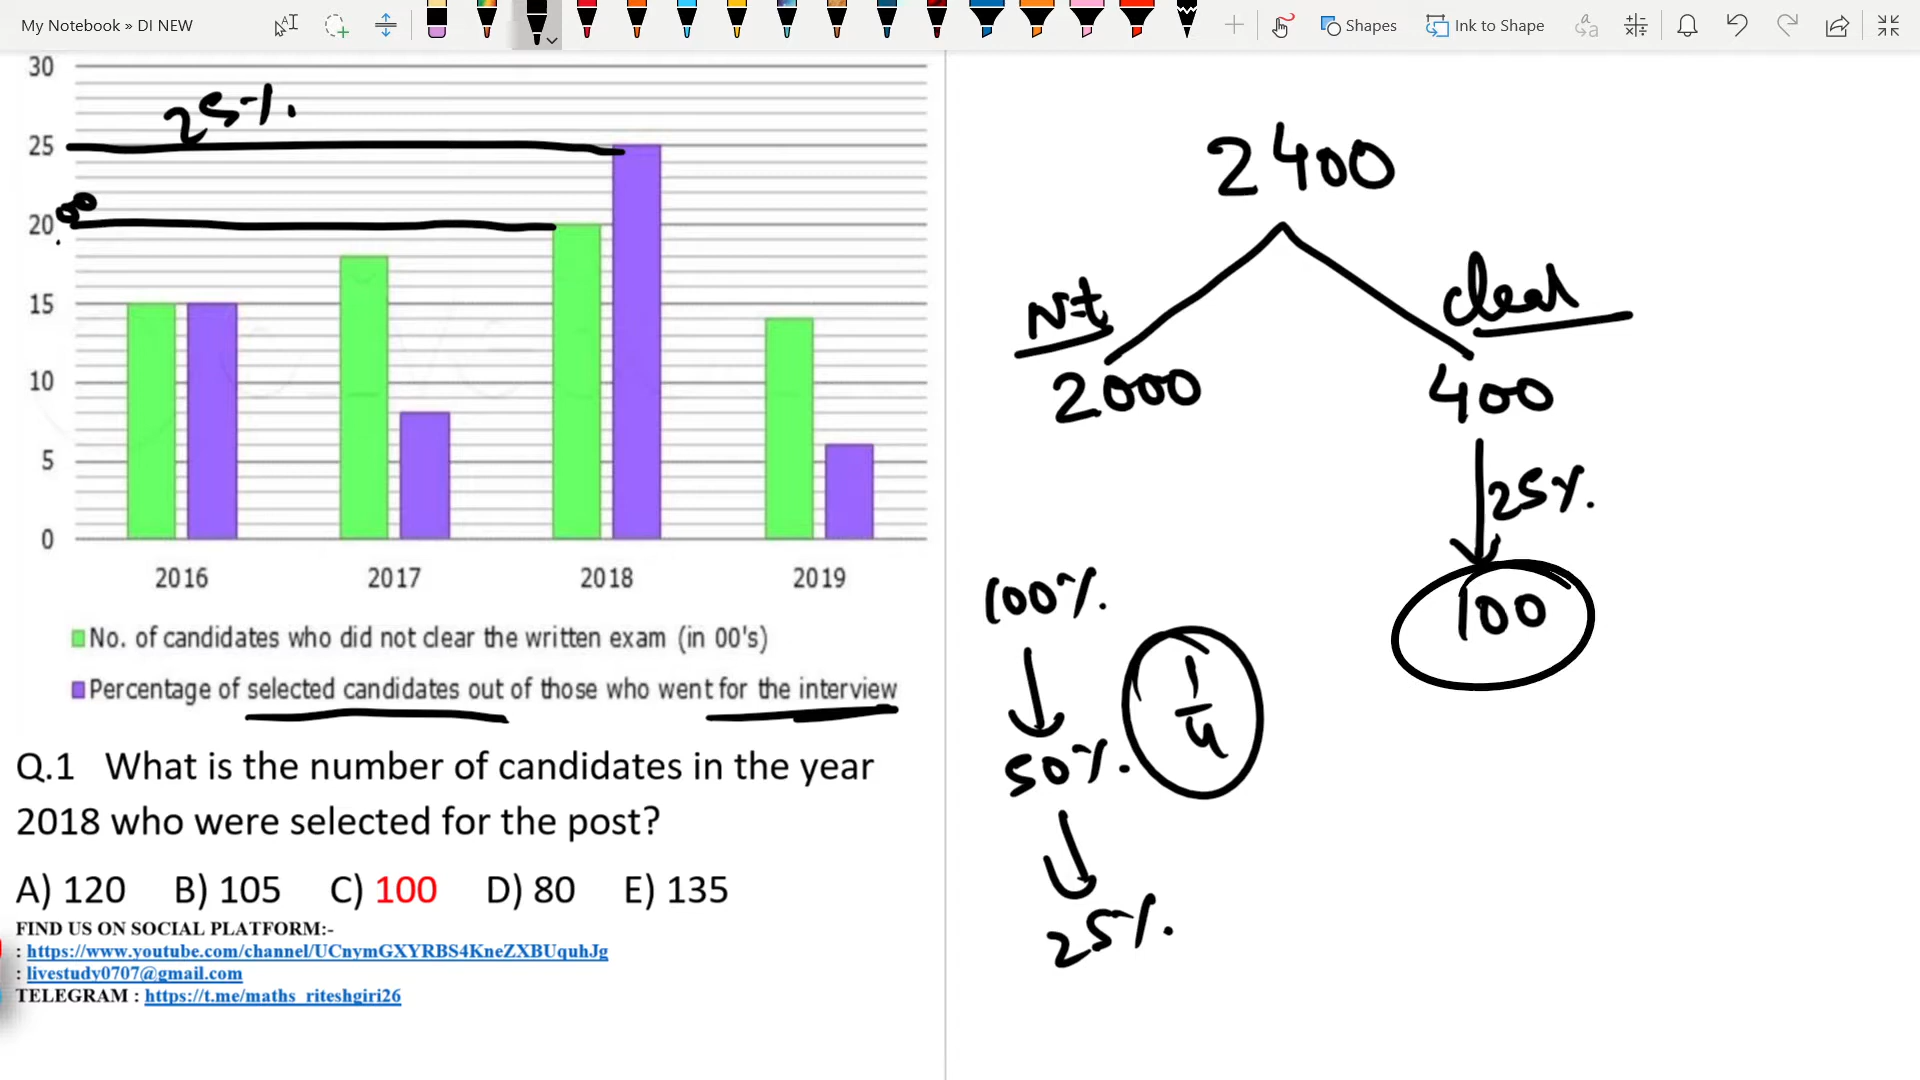 My Notebook » DI NEW
Shapes
Ink to Shape
30
25%.
25
00
20
15
10
5
0
2016 2017 2018 2019
No. of candidates who did not clear the written exam (in 00's)
Percentage of selected candidates out of those who went for the interview
Q.1 What is the number of candidates in the year
2018 who were selected for the post?
A) 120 B) 105 C) 100 D) 80 E) 135
FIND US ON SOCIAL PLATFORM:-
: https://www.youtube.com/channel/UCnymGXYRBS4KneZXBUquhJg
: livestudy0707@gmail.com
TELEGRAM : https://t.me/maths_riteshgiri26
2400
Not clear
2000 400
25%.
100
100%.
1/4
50%.
25%.